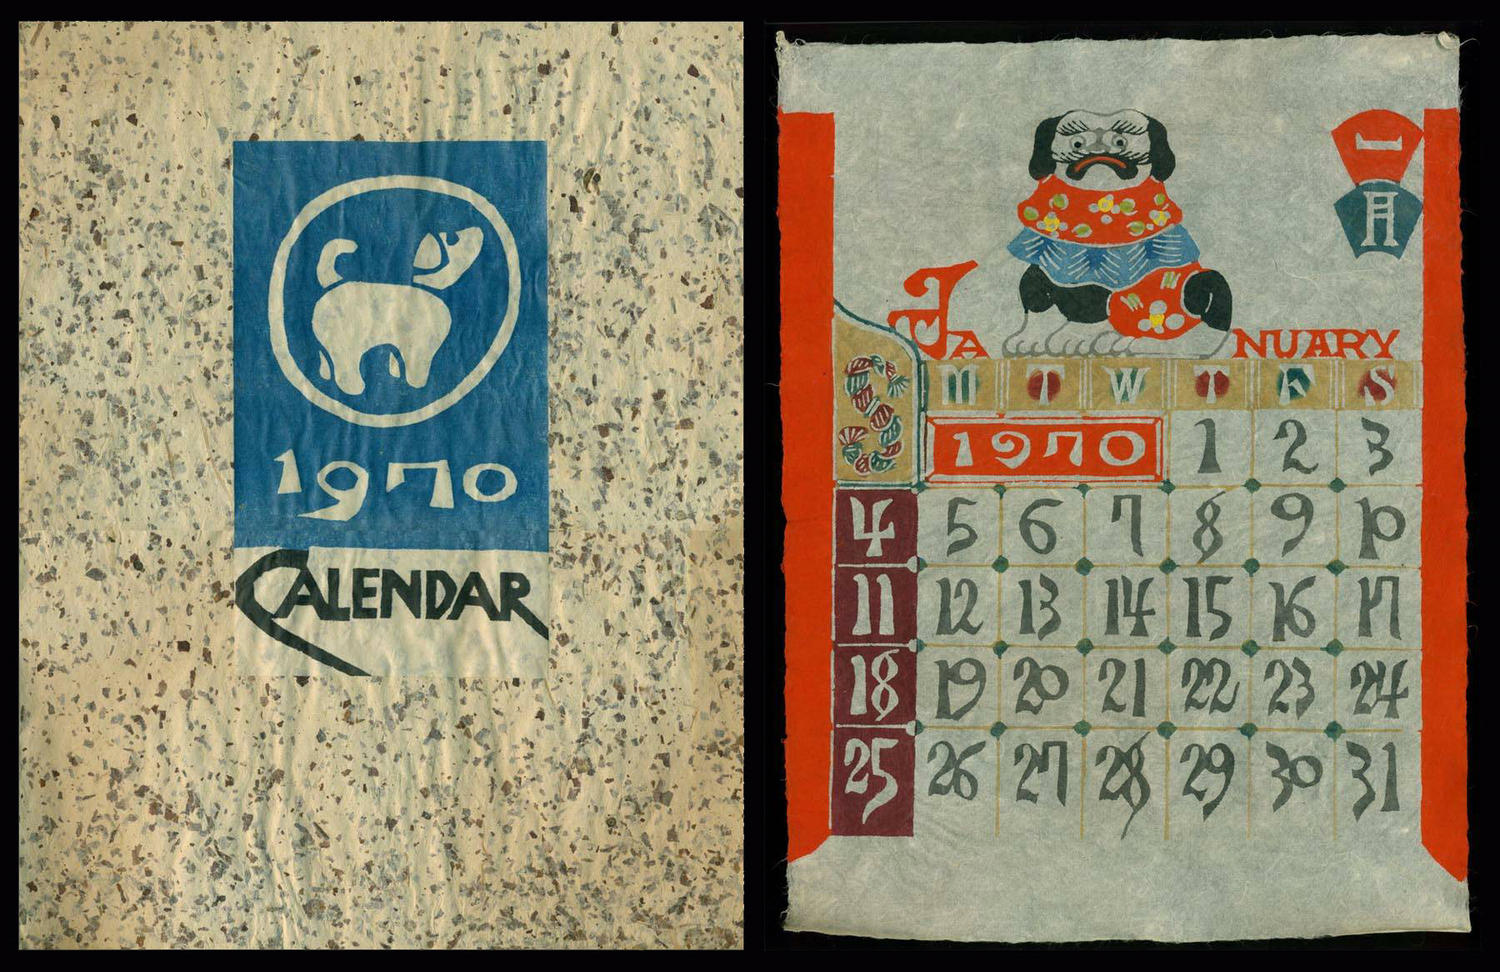 1970
CALENDAR
一
月
JANUARY
S M T W T F S
1970 1 2 3
4 5 6 7 8 9 10
11 12 13 14 15 16 17
18 19 20 21 22 23 24
25 26 27 28 29 30 31